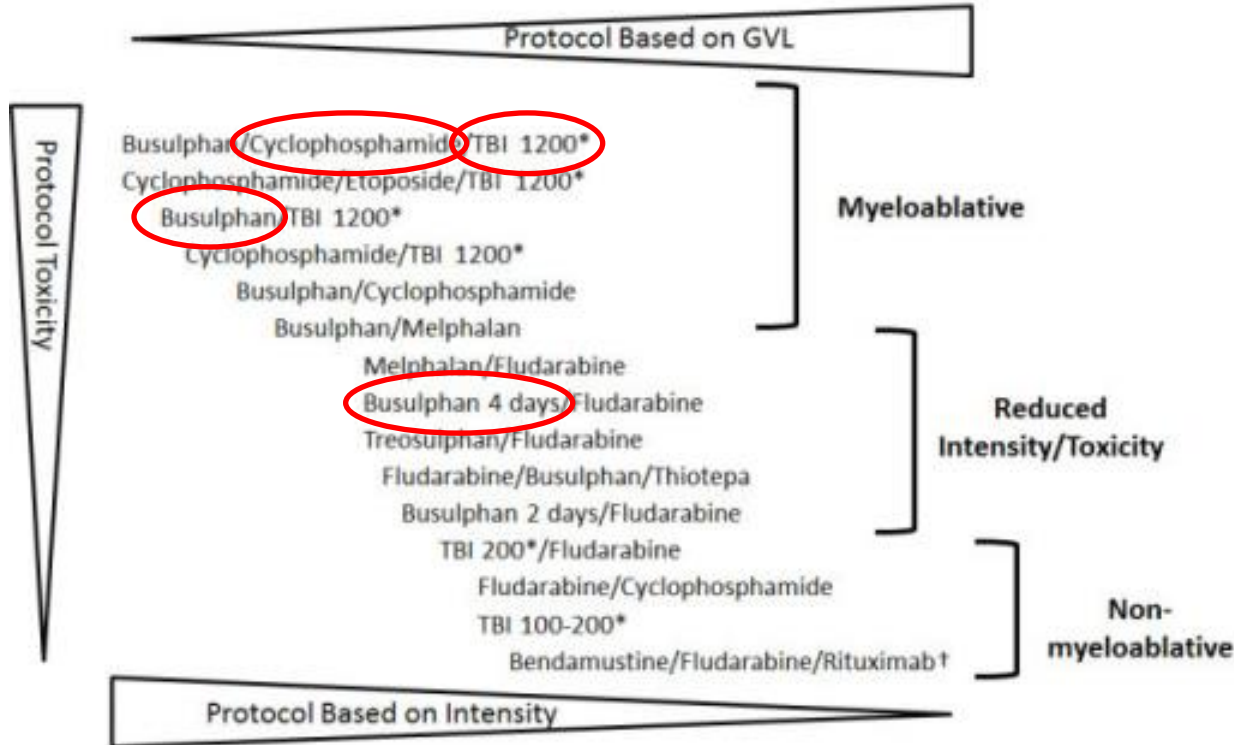 Protocol Based on GVL
Protocol Toxicity
Busulphan/Cyclophosphamide/TBI 1200*
Cyclophosphamide/Etoposide/TBI 1200*
Busulphan/TBI 1200*
Cyclophosphamide/TBI 1200*
Busulphan/Cyclophosphamide
Busulphan/Melphalan
Myeloablative
Melphalan/Fludarabine
Busulphan 4 days/Fludarabine
Treosulphan/Fludarabine
Fludarabine/Busulphan/Thiotepa
Busulphan 2 days/Fludarabine
Reduced
Intensity/Toxicity
TBI 200*/Fludarabine
Fludarabine/Cyclophosphamide
TBI 100-200*
Bendamustine/Fludarabine/Rituximab†
Non-
myeloablative
Protocol Based on Intensity